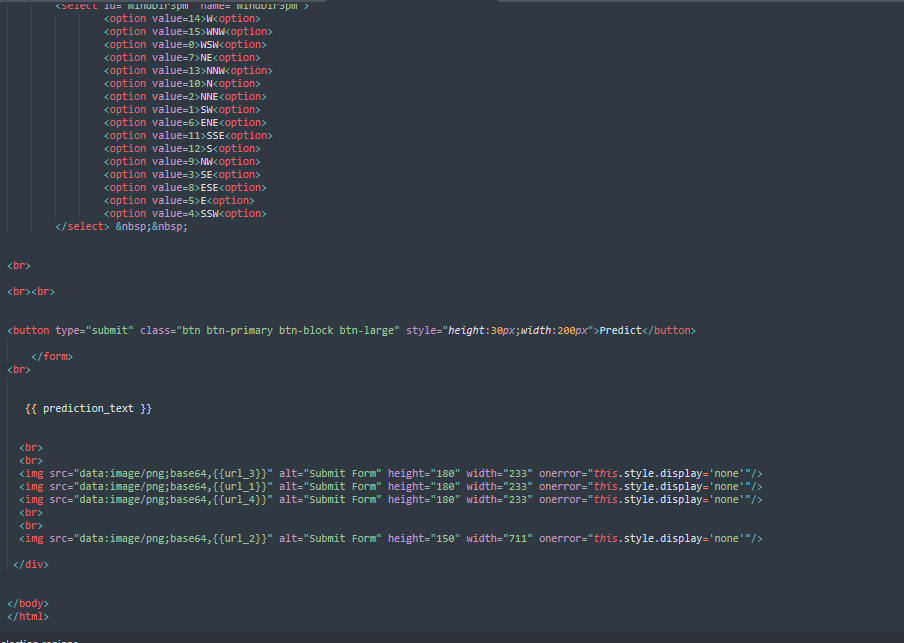 <select id="WindDir3pm" name="WindDir3pm">
<option value=14>W<option>
<option value=15>WNW<option>
<option value=0>WSW<option>
<option value=7>NE<option>
<option value=13>NNW<option>
<option value=10>N<option>
<option value=2>NNE<option>
<option value=1>SW<option>
<option value=6>ENE<option>
<option value=11>SSE<option>
<option value=12>S<option>
<option value=9>NW<option>
<option value=3>SE<option>
<option value=8>ESE<option>
<option value=5>E<option>
<option value=4>SSW<option>
</select> &nbsp;&nbsp;
<br>
<br><br>
<button type="submit" class="btn btn-primary btn-block btn-large" style="height:30px;width:200px">Predict</button>
</form>
<br>
{{ prediction_text }}
<br>
<br>
<img src="data:image/png;base64,{{url_3}}" alt="Submit Form" height="180" width="233" onerror="this.style.display='none'"/>
<img src="data:image/png;base64,{{url_1}}" alt="Submit Form" height="180" width="233" onerror="this.style.display='none'"/>
<img src="data:image/png;base64,{{url_4}}" alt="Submit Form" height="180" width="233" onerror="this.style.display='none'"/>
<br>
<br>
<img src="data:image/png;base64,{{url_2}}" alt="Submit Form" height="150" width="711" onerror="this.style.display='none'"/>
</div>
</body>
</html>